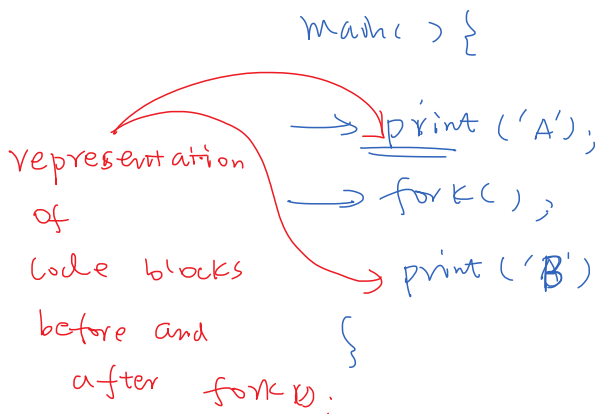 main( ) {
print ('A');
fork( );
print ('B')
}
representation
of
code blocks
before and
after fork().